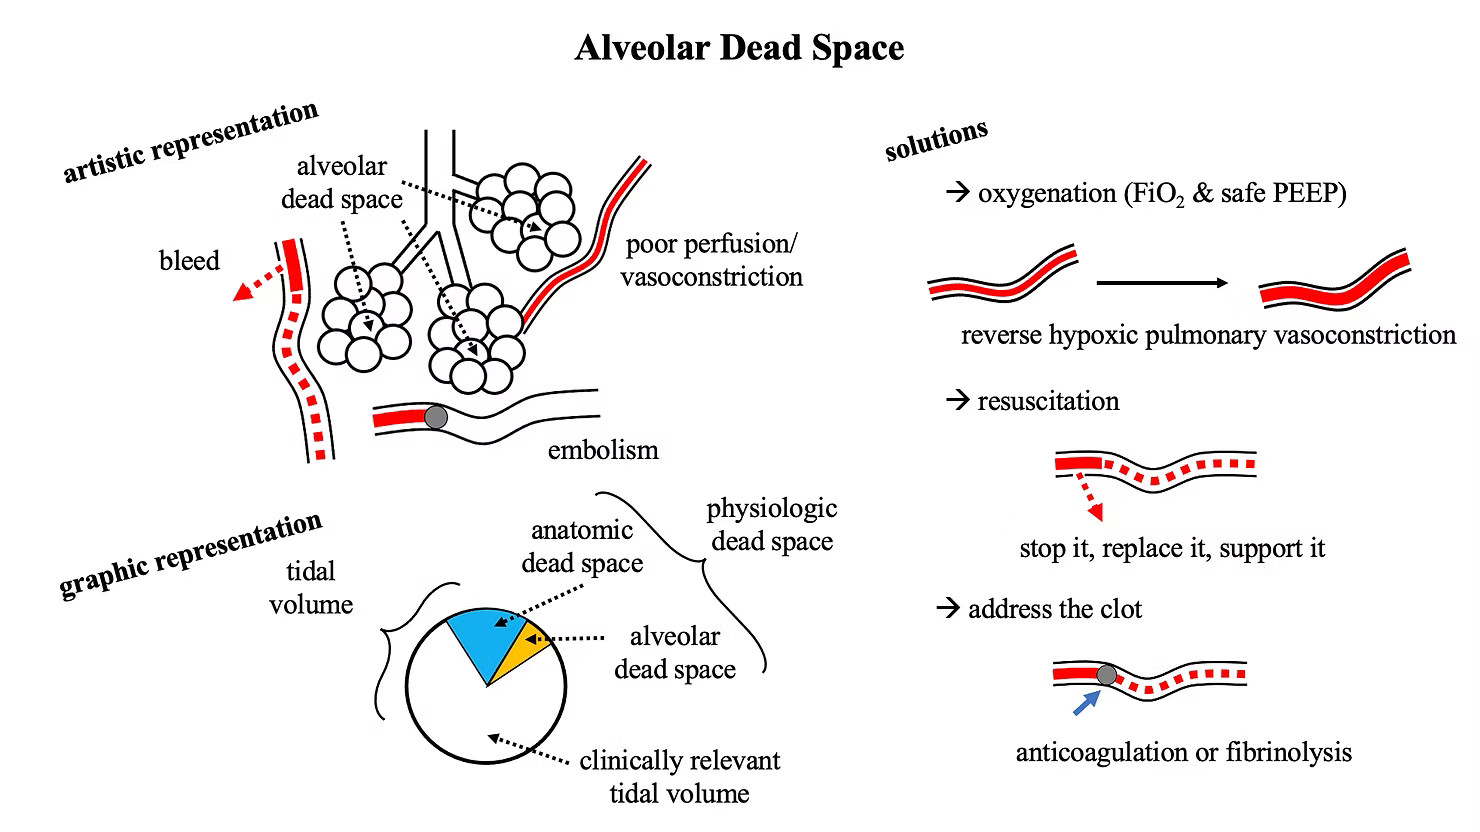 Alveolar Dead Space
artistic representation
alveolar
dead space
bleed
poor perfusion/
vasoconstriction
embolism
graphic representation
tidal
volume
anatomic
dead space
physiologic
dead space
alveolar
dead space
clinically relevant
tidal volume
solutions
→ oxygenation (FiO₂ & safe PEEP)
reverse hypoxic pulmonary vasoconstriction
→ resuscitation
stop it, replace it, support it
→ address the clot
anticoagulation or fibrinolysis